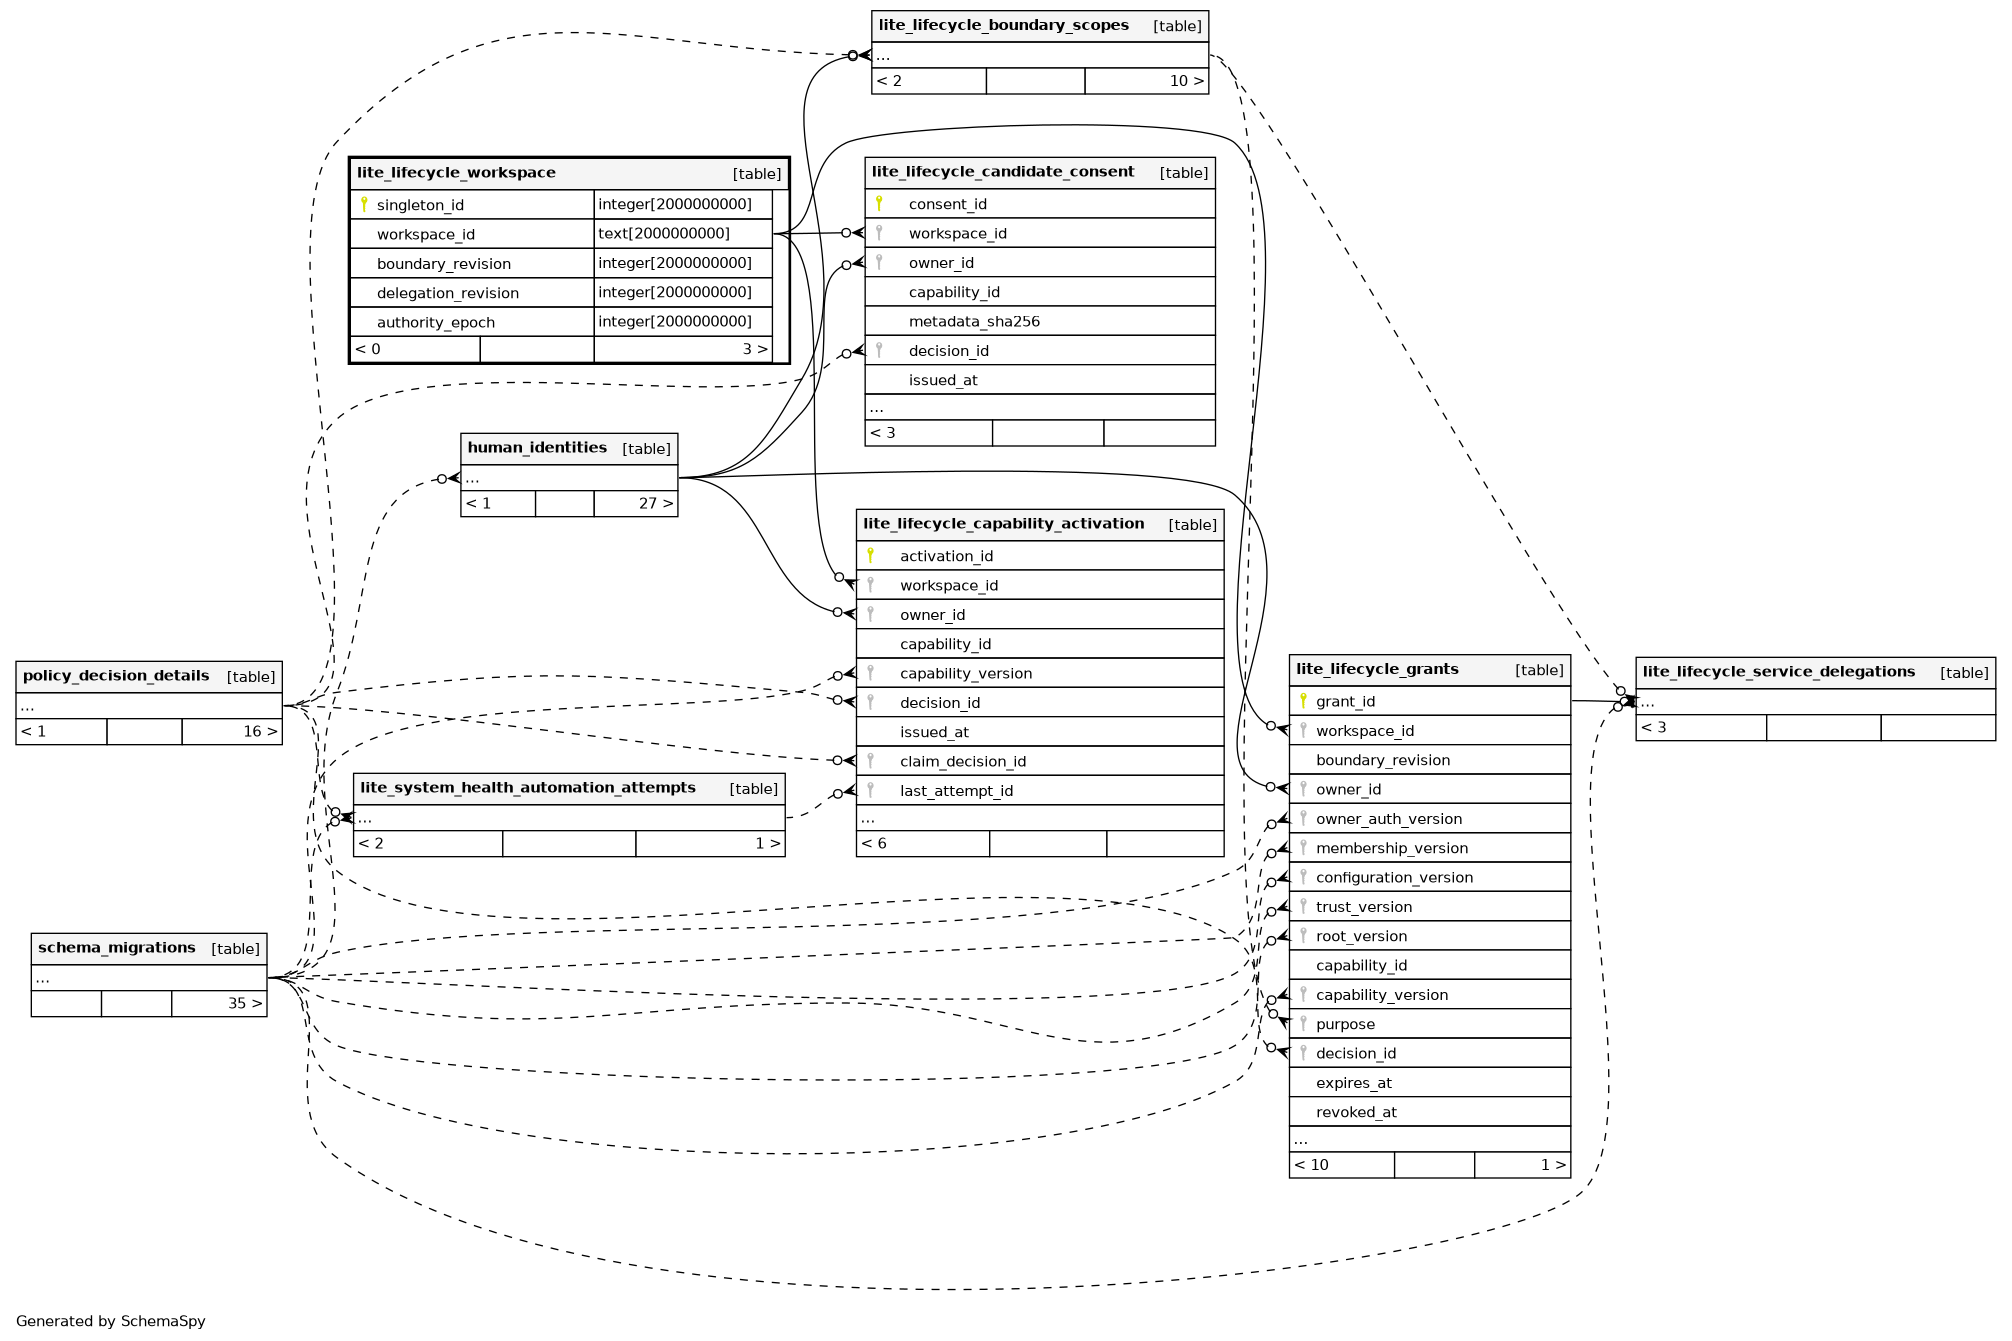 lite_lifecycle_boundary_scopes [table]
...
< 2 10 >
lite_lifecycle_workspace [table]
singleton_id integer[2000000000]
workspace_id text[2000000000]
boundary_revision integer[2000000000]
delegation_revision integer[2000000000]
authority_epoch integer[2000000000]
< 0 3 >
lite_lifecycle_candidate_consent [table]
consent_id
workspace_id
owner_id
capability_id
metadata_sha256
decision_id
issued_at
...
< 3
human_identities [table]
...
< 1 27 >
lite_lifecycle_capability_activation [table]
activation_id
workspace_id
owner_id
capability_id
capability_version
decision_id
issued_at
claim_decision_id
last_attempt_id
...
< 6
policy_decision_details [table]
...
< 1 16 >
lite_system_health_automation_attempts [table]
...
< 2 1 >
schema_migrations [table]
...
35 >
lite_lifecycle_grants [table]
grant_id
workspace_id
boundary_revision
owner_id
owner_auth_version
membership_version
configuration_version
trust_version
root_version
capability_id
capability_version
purpose
decision_id
expires_at
revoked_at
...
< 10 1 >
lite_lifecycle_service_delegations [table]
...
< 3
Generated by SchemaSpy